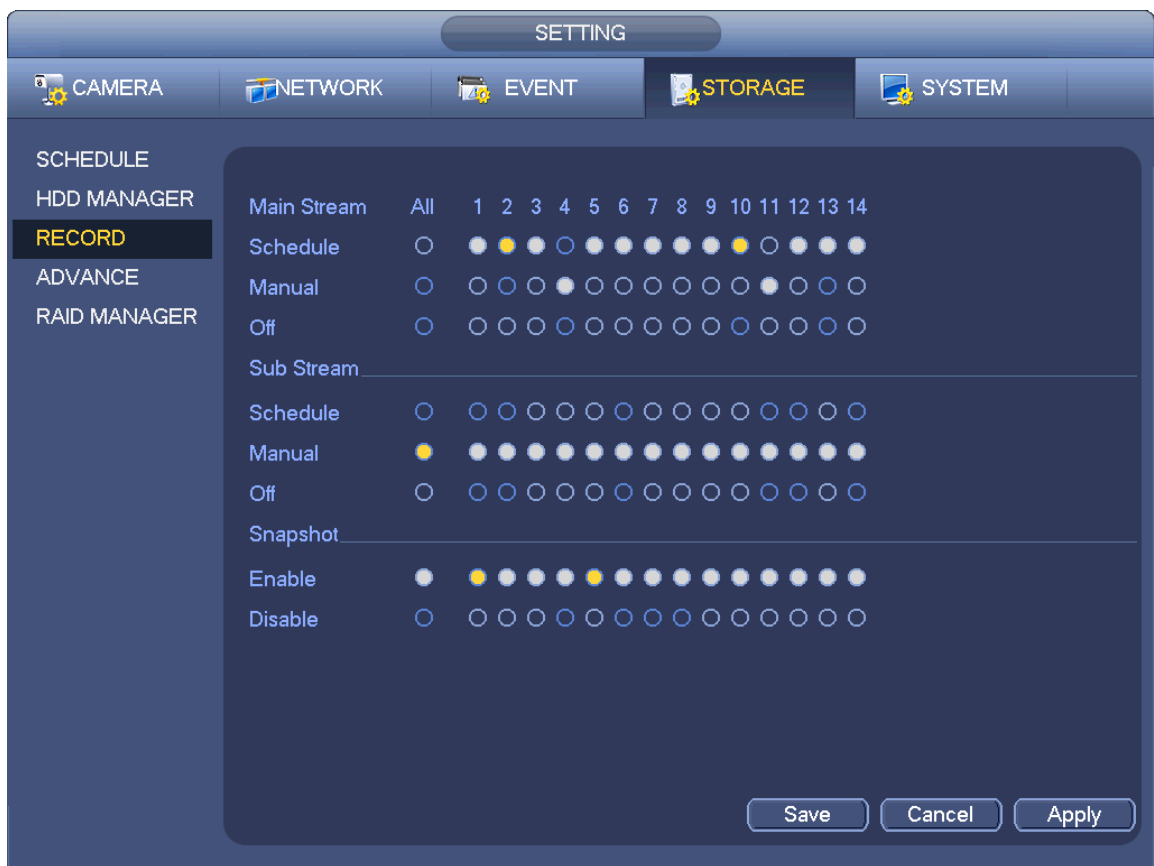 SETTING
CAMERA NETWORK EVENT STORAGE SYSTEM
SCHEDULE
HDD MANAGER
RECORD
ADVANCE
RAID MANAGER
Main Stream All 1 2 3 4 5 6 7 8 9 10 11 12 13 14
Schedule
Manual
Off
Sub Stream
Schedule
Manual
Off
Snapshot
Enable
Disable
Save Cancel Apply